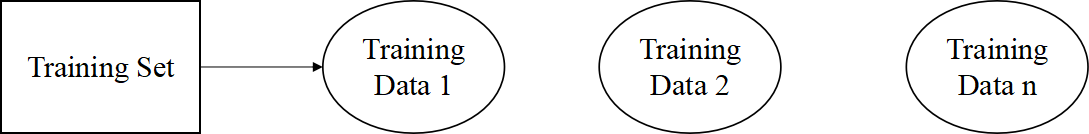 Training Set
Training
Data 1
Training
Data 2
Training
Data n